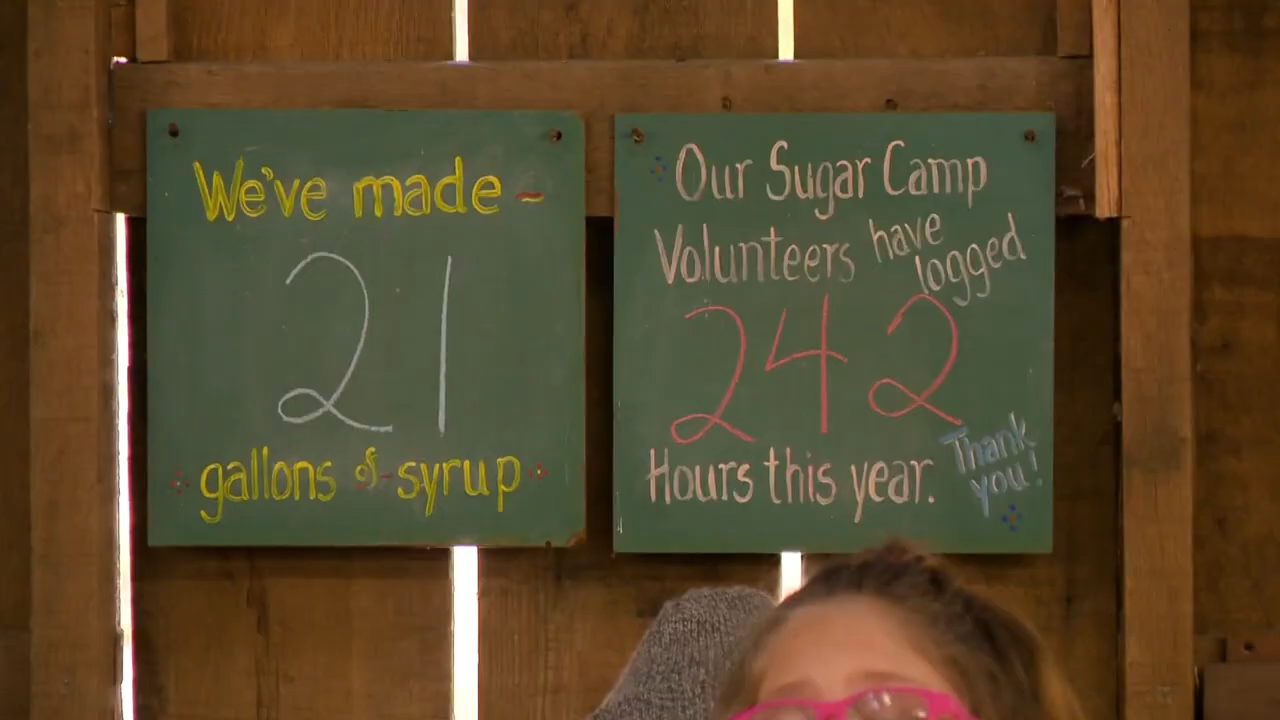 We've made -
21
gallons of syrup
Our Sugar Camp
Volunteers have logged
242
Hours this year.
Thank you!